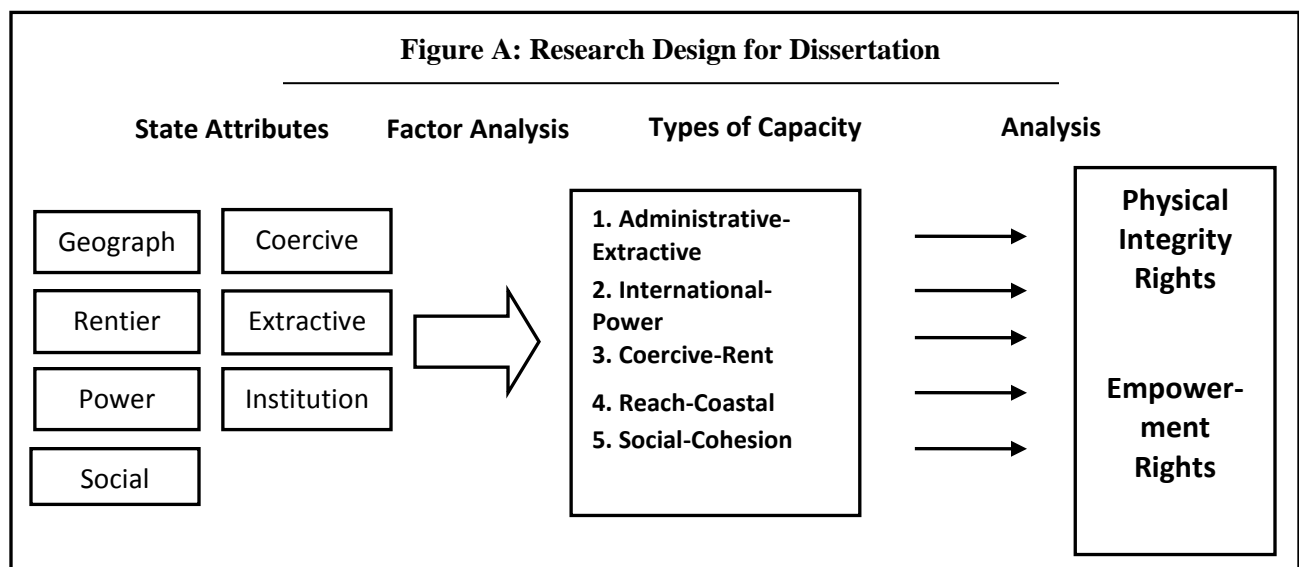 Figure A: Research Design for Dissertation
State Attributes
Factor Analysis
Types of Capacity
Analysis
Geograph
Coercive
Rentier
Extractive
Power
Institution
Social
1. Administrative-
Extractive
2. International-
Power
3. Coercive-Rent
4. Reach-Coastal
5. Social-Cohesion
Physical
Integrity
Rights
Empower-
ment
Rights